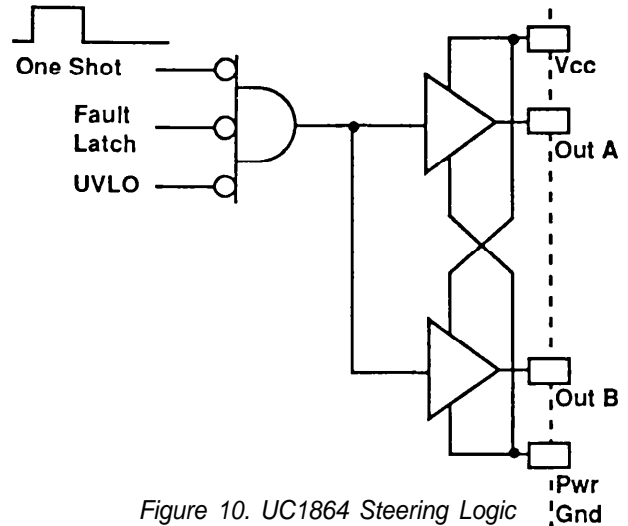 One Shot
Fault
Latch
UVLO
Vcc
Out A
Out B
Pwr
Gnd
Figure 10. UC1864 Steering Logic